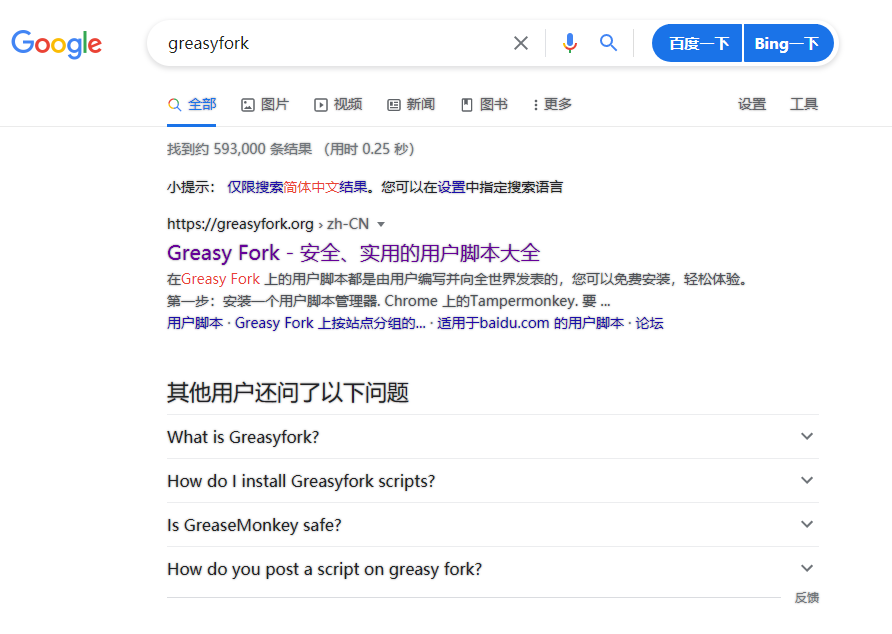 Google
greasyfork
百度一下 Bing一下
全部 图片 视频 新闻 图书 更多 设置 工具
找到约 593,000 条结果 （用时 0.25 秒）
小提示： 仅限搜索简体中文结果。您可以在设置中指定搜索语言
https://greasyfork.org › zh-CN
Greasy Fork - 安全、实用的用户脚本大全
在Greasy Fork 上的用户脚本都是由用户编写并向全世界发表的，您可以免费安装，轻松体验。
第一步：安装一个用户脚本管理器. Chrome 上的Tampermonkey. 要 ...
用户脚本 · Greasy Fork 上按站点分组的... · 适用于baidu.com 的用户脚本 · 论坛
其他用户还问了以下问题
What is Greasyfork?
How do I install Greasyfork scripts?
Is GreaseMonkey safe?
How do you post a script on greasy fork?
反馈